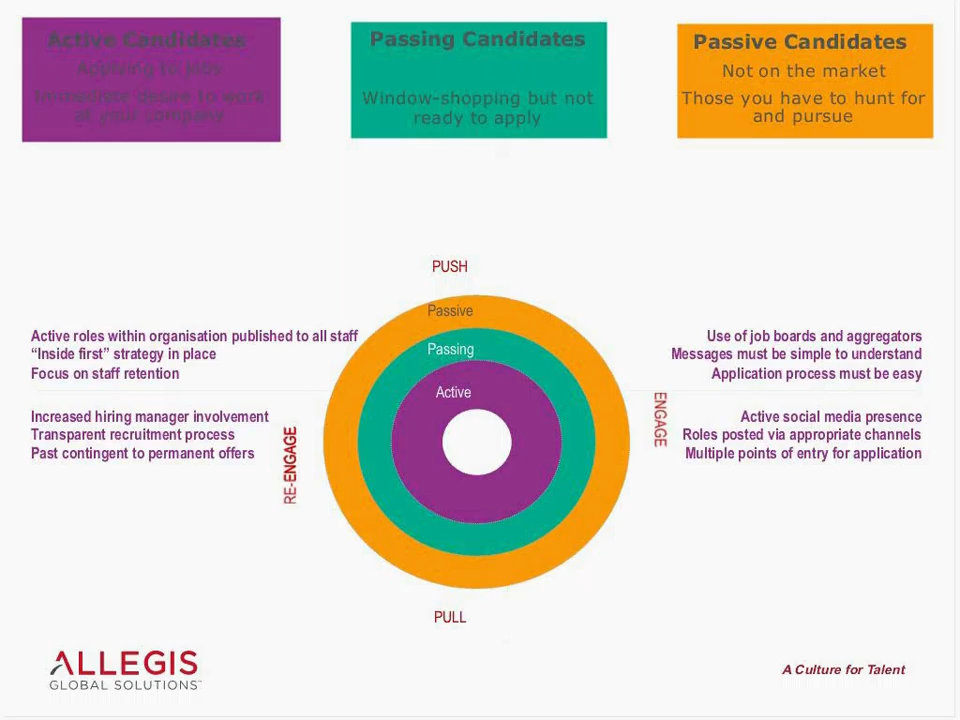 Active Candidates
Applying to jobs
Immediate desire to work
at your company
Passing Candidates
Window-shopping but not
ready to apply
Passive Candidates
Not on the market
Those you have to hunt for
and pursue
PUSH
Passive
Passing
Active
Active roles within organisation published to all staff
“Inside first” strategy in place
Focus on staff retention
Increased hiring manager involvement
Transparent recruitment process
Past contingent to permanent offers
RE-ENGAGE
Use of job boards and aggregators
Messages must be simple to understand
Application process must be easy
ENGAGE
Active social media presence
Roles posted via appropriate channels
Multiple points of entry for application
PULL
ALLEGIS
GLOBAL SOLUTIONS™
A Culture for Talent